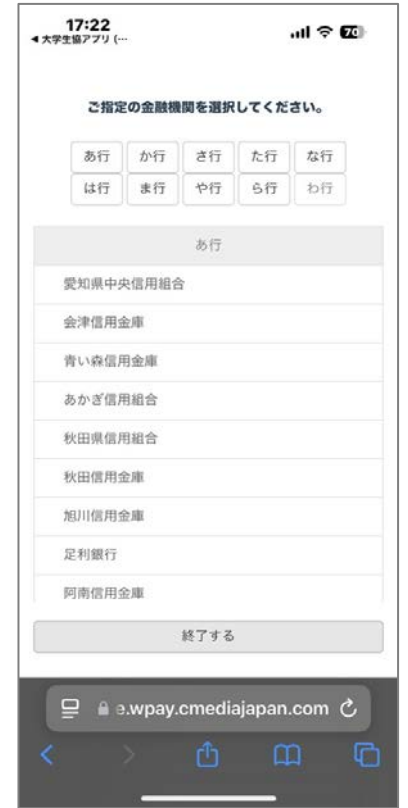 17:22
70
◀ 大学生協アプリ (…
ご指定の金融機関を選択してください。
あ行 か行 さ行 た行 な行
は行 ま行 や行 ら行 わ行
あ行
愛知県中央信用組合
会津信用金庫
青い森信用金庫
あかぎ信用組合
秋田県信用組合
秋田信用金庫
旭川信用金庫
足利銀行
阿南信用金庫
終了する
e.wpay.cmediajapan.com